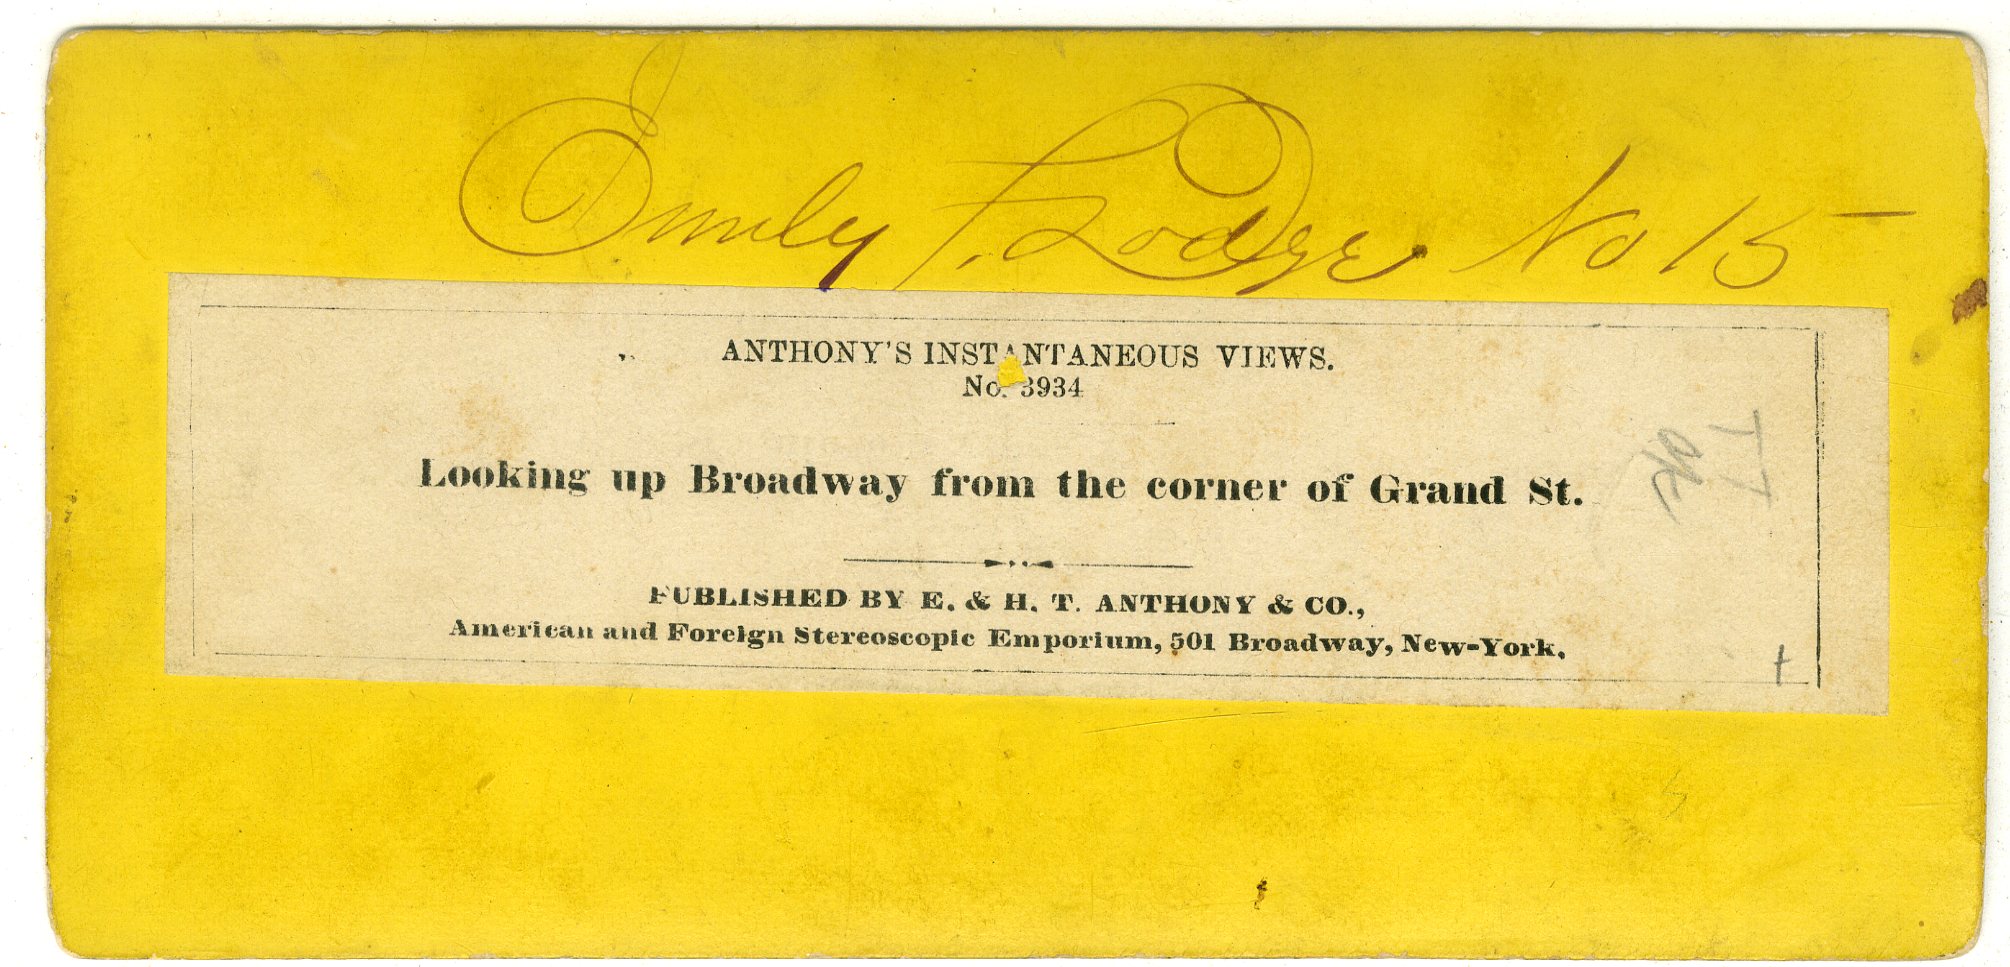 Emily F. Lodge. No 15
ANTHONY'S INSTANTANEOUS VIEWS.
No. 3934
Looking up Broadway from the corner of Grand St.
PUBLISHED BY E. & H. T. ANTHONY & CO.,
American and Foreign Stereoscopic Emporium, 501 Broadway, New-York.